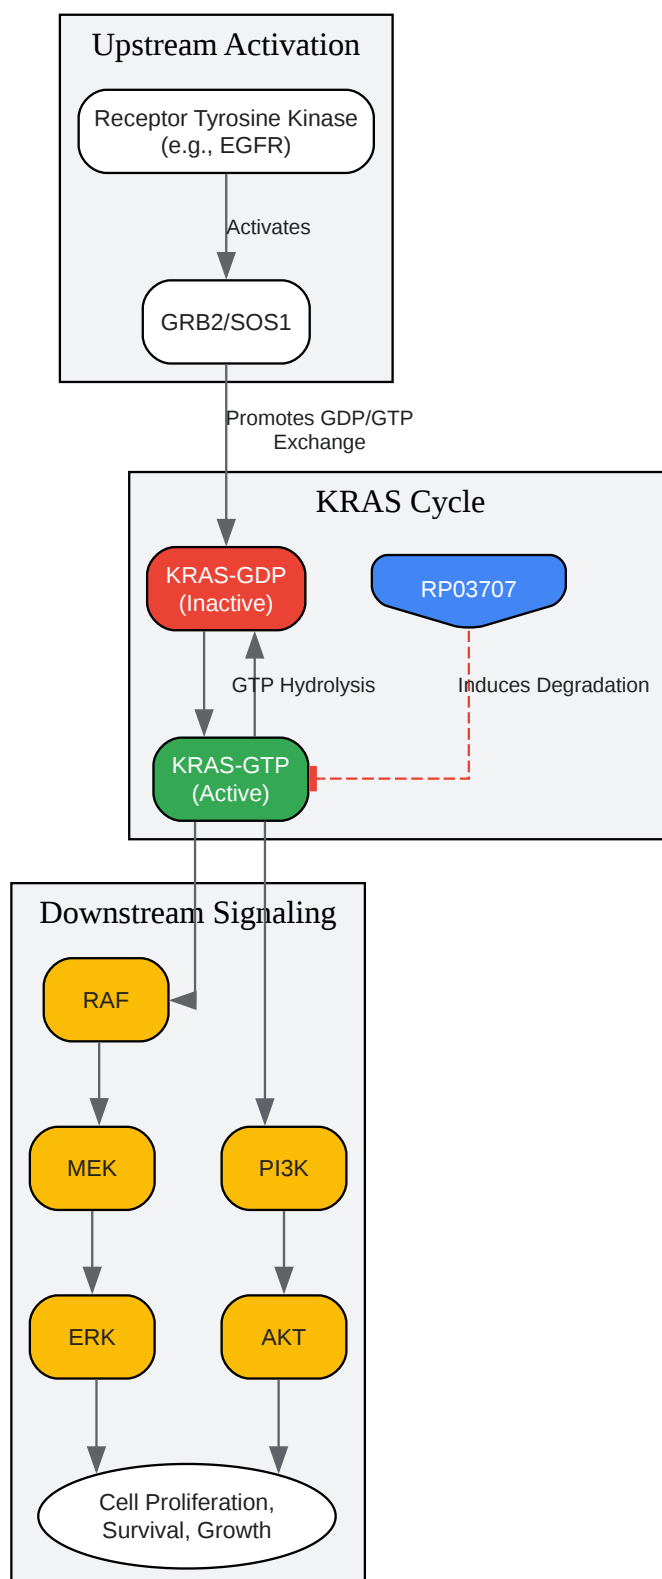 Upstream Activation
Receptor Tyrosine Kinase
(e.g., EGFR)
Activates
GRB2/SOS1
Promotes GDP/GTP
Exchange
KRAS Cycle
KRAS-GDP
(Inactive)
RP03707
GTP Hydrolysis
Induces Degradation
KRAS-GTP
(Active)
Downstream Signaling
RAF
MEK
PI3K
ERK
AKT
Cell Proliferation,
Survival, Growth